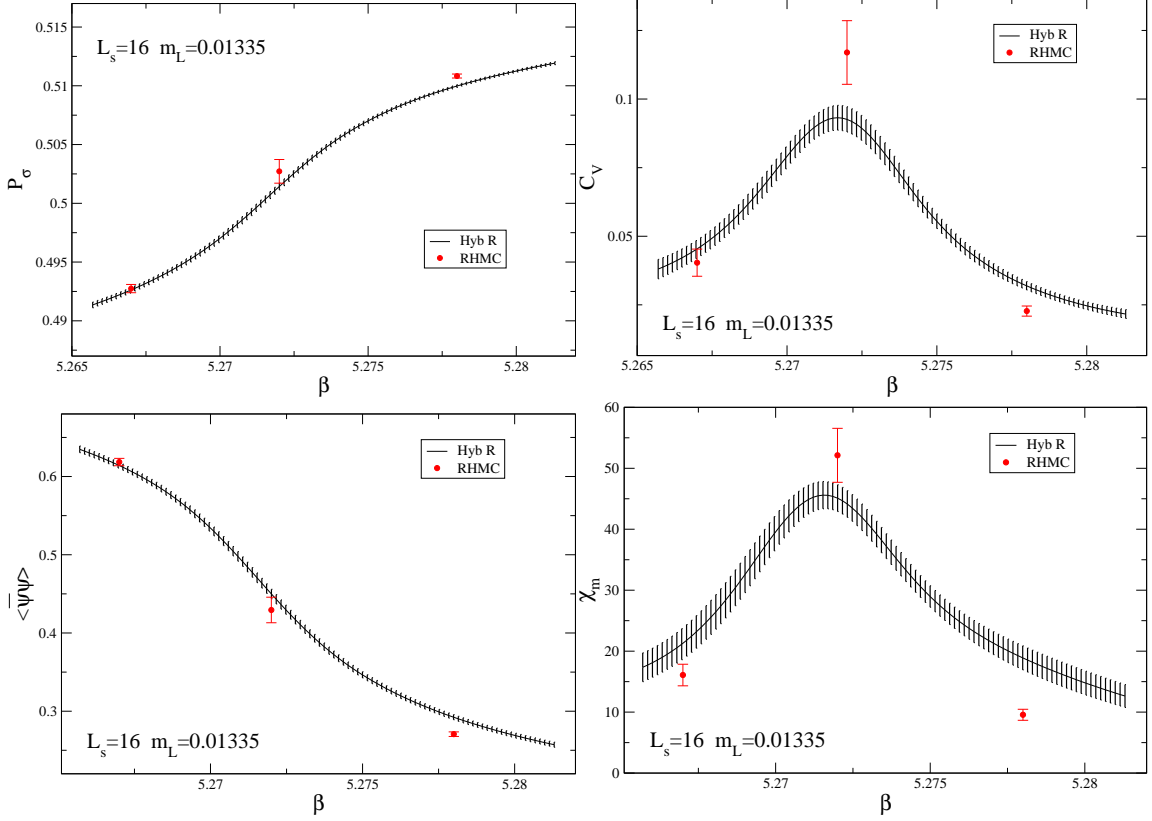 0.515
0.51
0.505
0.5
0.495
0.49
P_σ
L_s=16 m_L=0.01335
Hyb R
RHMC
5.265
5.27
5.275
5.28
β
0.1
0.05
C_V
Hyb R
RHMC
L_s=16 m_L=0.01335
5.27
5.275
5.28
β
0.6
0.5
0.4
0.3
<ψ̅ψ>
Hyb R
RHMC
L_s=16 m_L=0.01335
5.27
5.275
5.28
β
60
50
40
30
20
10
0
χ_m
Hyb R
RHMC
L_s=16 m_L=0.01335
5.27
5.275
5.28
β